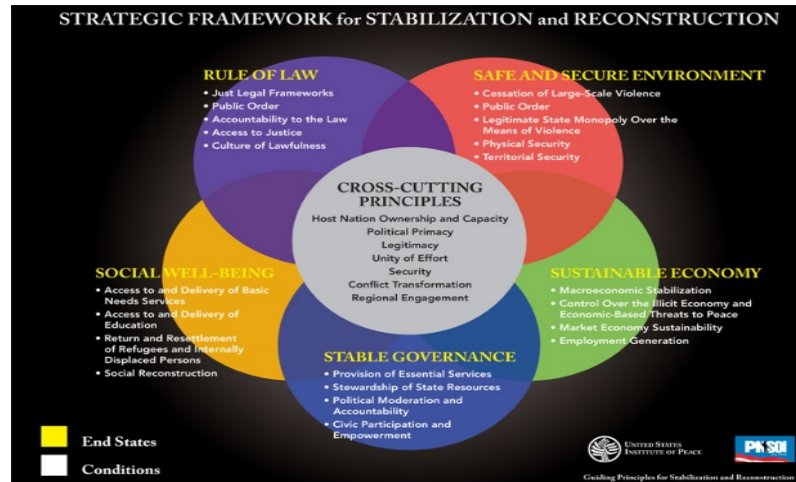 STRATEGIC FRAMEWORK for STABILIZATION and RECONSTRUCTION
RULE OF LAW
• Just Legal Frameworks
• Public Order
• Accountability to the Law
• Access to Justice
• Culture of Lawfulness
SAFE AND SECURE ENVIRONMENT
• Cessation of Large-Scale Violence
• Public Order
• Legitimate State Monopoly Over the
Means of Violence
• Physical Security
• Territorial Security
CROSS-CUTTING
PRINCIPLES
Host Nation Ownership and Capacity
Political Primacy
Legitimacy
Unity of Effort
Security
Conflict Transformation
Regional Engagement
SOCIAL WELL-BEING
• Access to and Delivery of Basic
Needs Services
• Access to and Delivery of
Education
• Return and Resettlement
of Refugees and Internally
Displaced Persons
• Social Reconstruction
SUSTAINABLE ECONOMY
• Macroeconomic Stabilization
• Control Over the Illicit Economy and
Economic-Based Threats to Peace
• Market Economy Sustainability
• Employment Generation
STABLE GOVERNANCE
• Provision of Essential Services
• Stewardship of State Resources
• Political Moderation and
Accountability
• Civic Participation and
Empowerment
End States
Conditions
UNITED STATES
INSTITUTE OF PEACE
PKSOI
Guiding Principles for Stabilization and Reconstruction